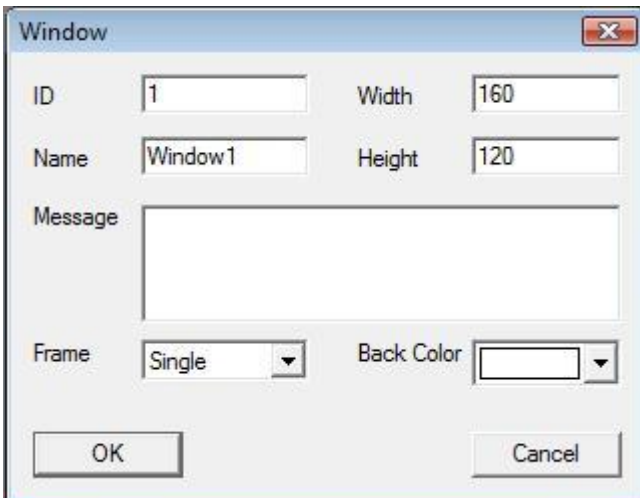 Window
ID 1 Width 160
Name Window1 Height 120
Message
Frame Single Back Color
OK Cancel